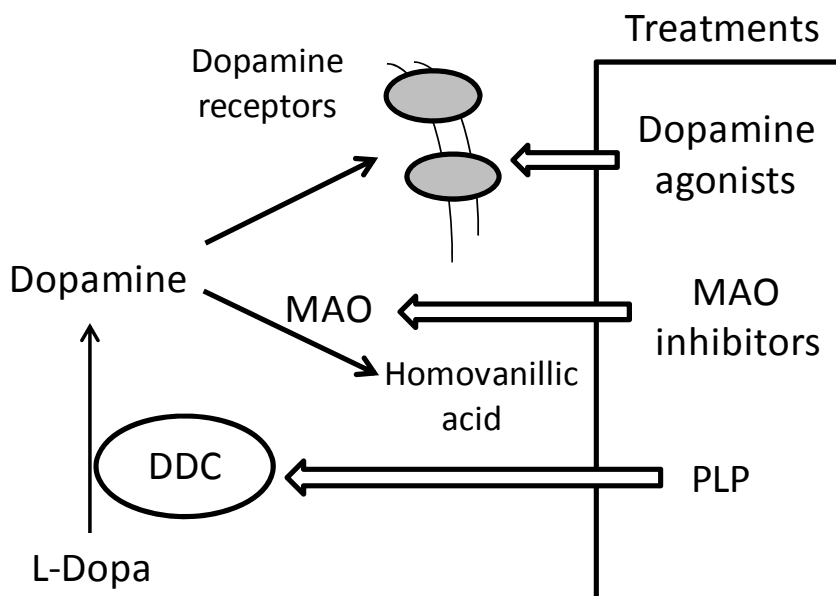 Treatments
Dopamine
receptors
Dopamine
agonists
Dopamine
MAO
MAO
inhibitors
Homovanillic
acid
DDC
PLP
L-Dopa